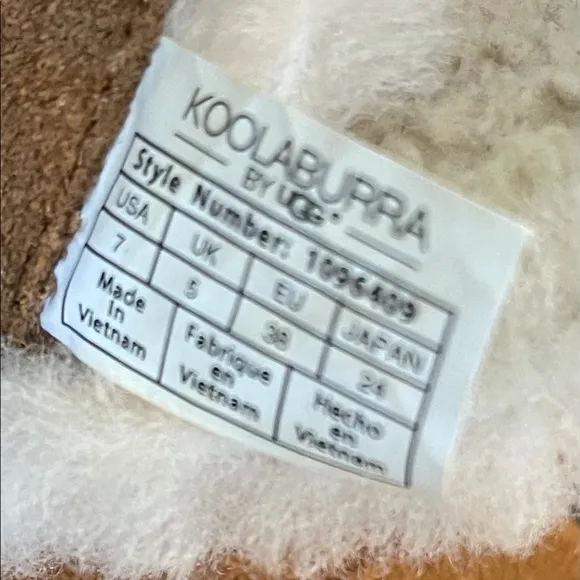 KOOLABURRA
BY UGG®
Style Number: 1096409
USA UK EU JAPAN
7 5 38 24
Made in Vietnam
Fabrique en Vietnam
Hecho en Vietnam